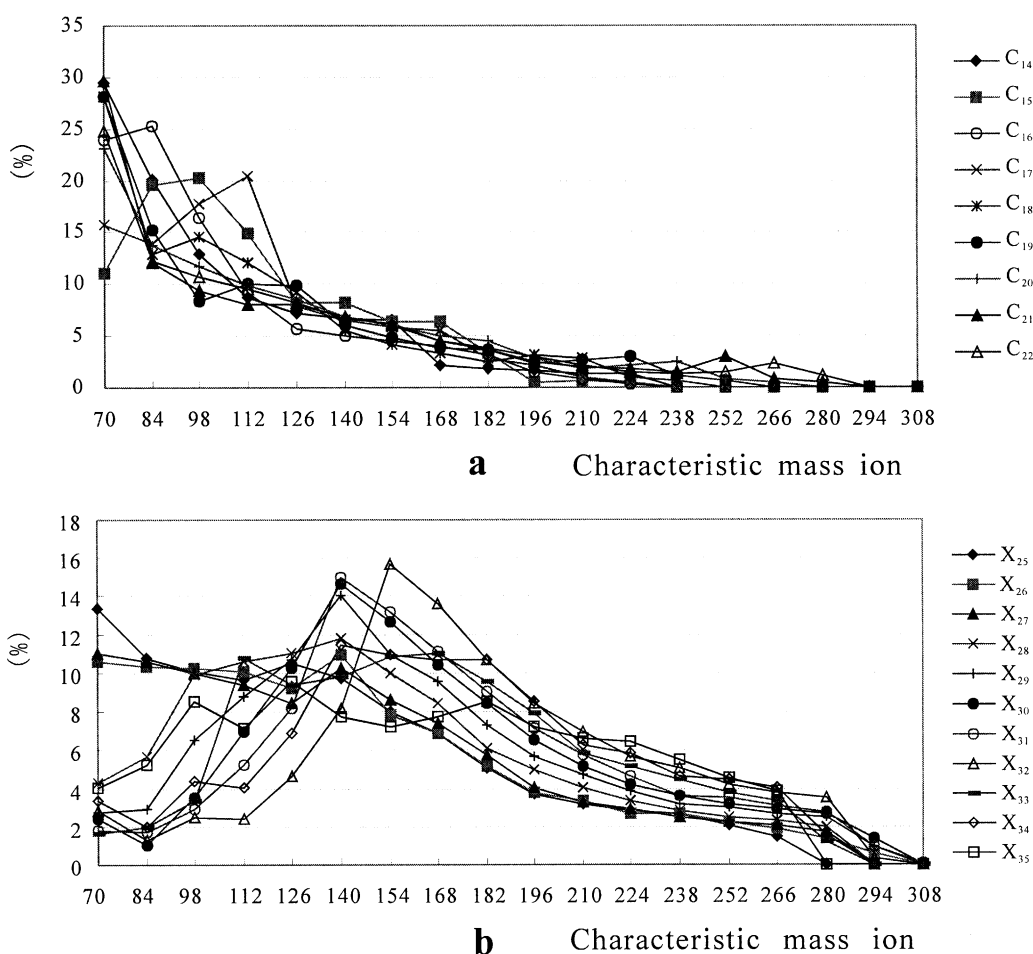 35
30
25
20
15
10
5
0
(%)
70 84 98 112 126 140 154 168 182 196 210 224 238 252 266 280 294 308
a Characteristic mass ion
C₁₄
C₁₅
C₁₆
C₁₇
C₁₈
C₁₉
C₂₀
C₂₁
C₂₂
18
16
14
12
10
8
6
4
2
0
(%)
70 84 98 112 126 140 154 168 182 196 210 224 238 252 266 280 294 308
b Characteristic mass ion
X₂₅
X₂₆
X₂₇
X₂₈
X₂₉
X₃₀
X₃₁
X₃₂
X₃₃
X₃₄
X₃₅